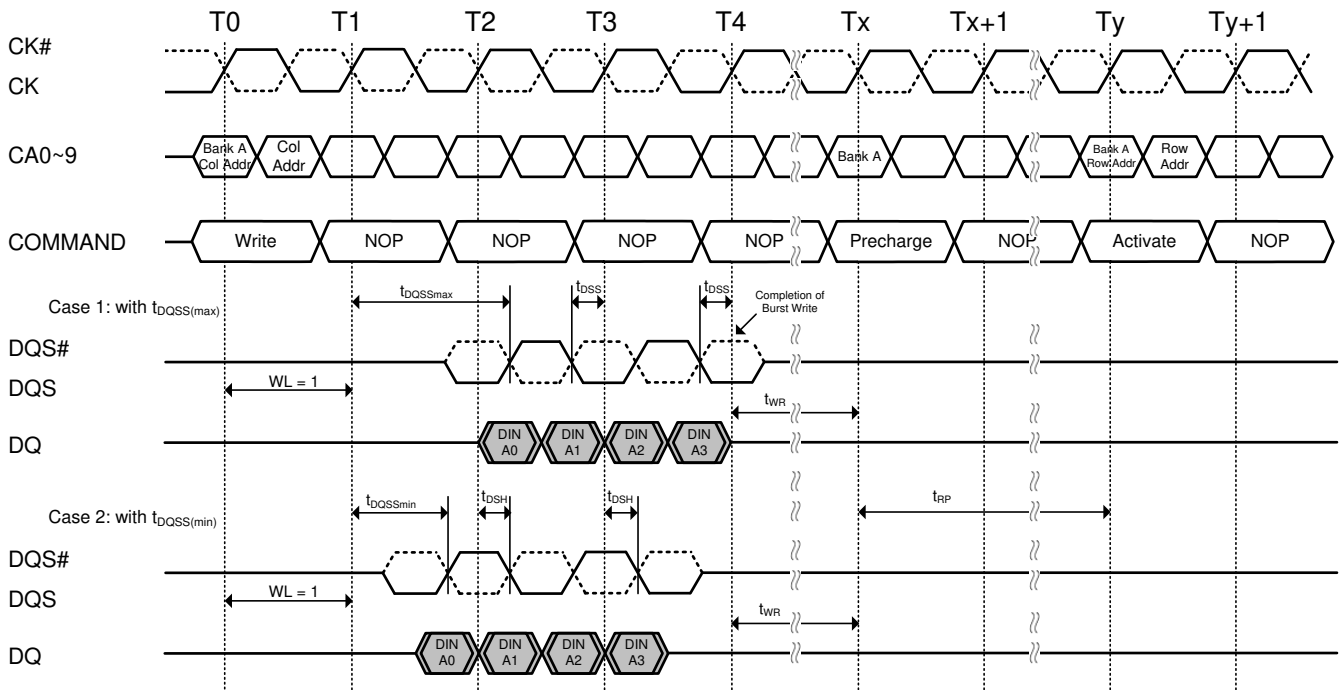 T0 T1 T2 T3 T4 Tx Tx+1 Ty Ty+1
CK#
CK
CA0~9
Bank A
Col Addr
Col
Addr
Bank A
Bank A
Row Addr
Row
Addr
COMMAND
Write NOP NOP NOP NOP Precharge NOP Activate NOP
Case 1: with tDQSS(max)
tDQSSmax
tDSS
tDSS
Completion of
Burst Write
DQS#
DQS
WL = 1
tWR
DQ
DIN
A0
DIN
A1
DIN
A2
DIN
A3
Case 2: with tDQSS(min)
tDQSSmin
tDSH
tDSH
tRP
DQS#
DQS
WL = 1
tWR
DQ
DIN
A0
DIN
A1
DIN
A2
DIN
A3